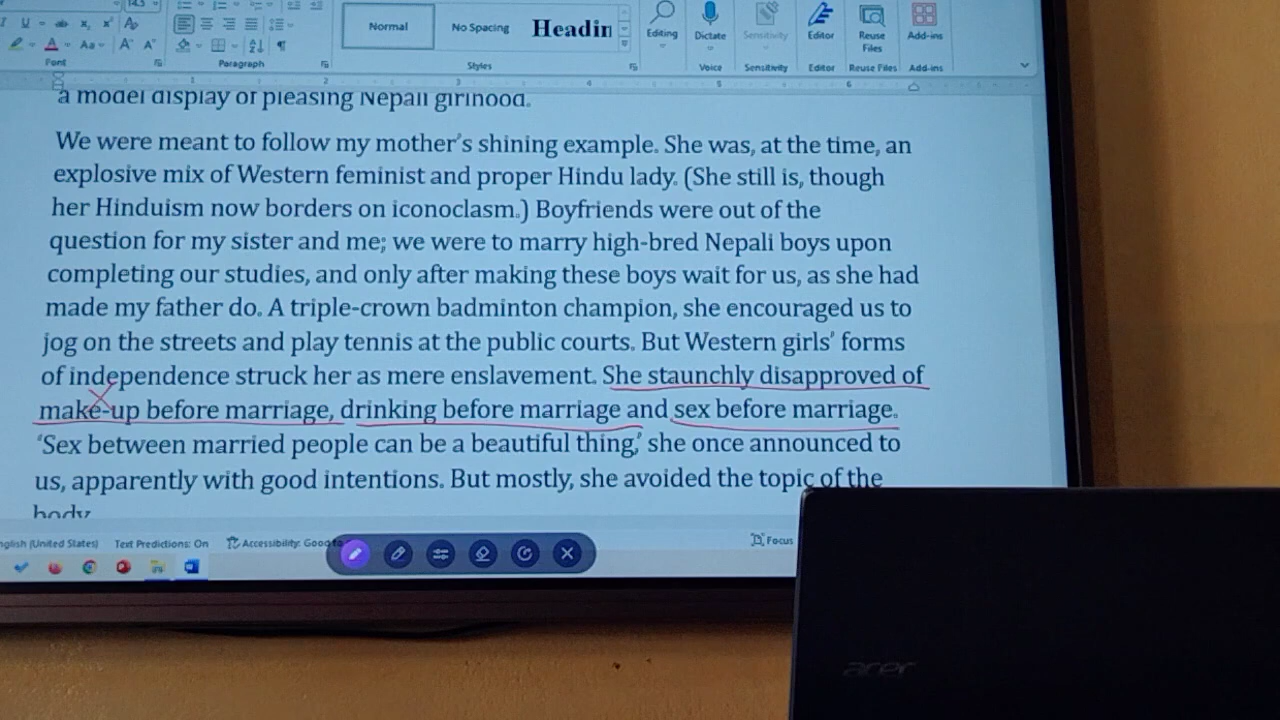 Normal
No Spacing
Headin
Editing
Dictate
Sensitivity
Editor
Reuse
Files
Add-ins
Font
Paragraph
Styles
Voice
Sensitivity
Editor
Reuse Files
Add-ins
a model display of pleasing Nepali girlhood.
We were meant to follow my mother's shining example. She was, at the time, an
explosive mix of Western feminist and proper Hindu lady. (She still is, though
her Hinduism now borders on iconoclasm.) Boyfriends were out of the
question for my sister and me; we were to marry high-bred Nepali boys upon
completing our studies, and only after making these boys wait for us, as she had
made my father do. A triple-crown badminton champion, she encouraged us to
jog on the streets and play tennis at the public courts. But Western girls' forms
of independence struck her as mere enslavement. She staunchly disapproved of
make-up before marriage, drinking before marriage and sex before marriage.
'Sex between married people can be a beautiful thing,' she once announced to
us, apparently with good intentions. But mostly, she avoided the topic of the
body
nglish (United States) Text Predictions: On Accessibility: Good to Focus
acer